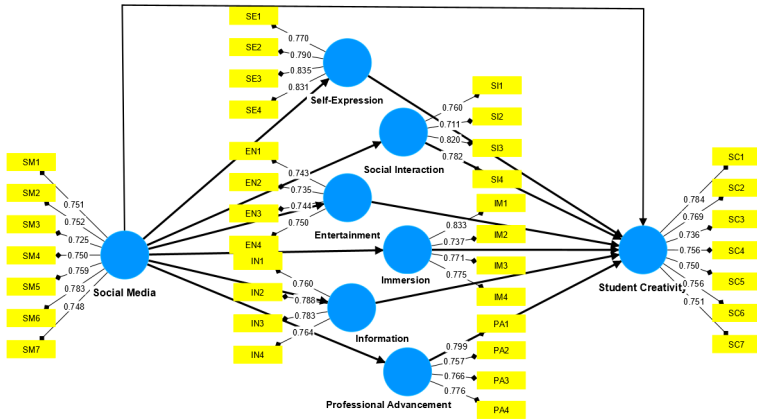 SE1
0.770
SE2
0.790
SE3
0.835
SE4
0.831
Self-Expression
SI1
0.760
SI2
0.711
SI3
0.820
SI4
0.782
Social Interaction
EN1
0.743
EN2
0.735
EN3
0.744
EN4
0.750
Entertainment
SM1
0.751
SM2
0.752
SM3
0.725
SM4
0.750
SM5
0.759
SM6
0.783
SM7
0.748
Social Media
IM1
0.833
IM2
0.737
IM3
0.771
IM4
0.775
Immersion
IN1
0.760
IN2
0.788
IN3
0.783
IN4
0.764
Information
PA1
0.799
PA2
0.757
PA3
0.766
PA4
0.776
Professional Advancement
SC1
0.784
SC2
0.769
SC3
0.736
SC4
0.756
SC5
0.750
SC6
0.756
SC7
0.751
Student Creativity